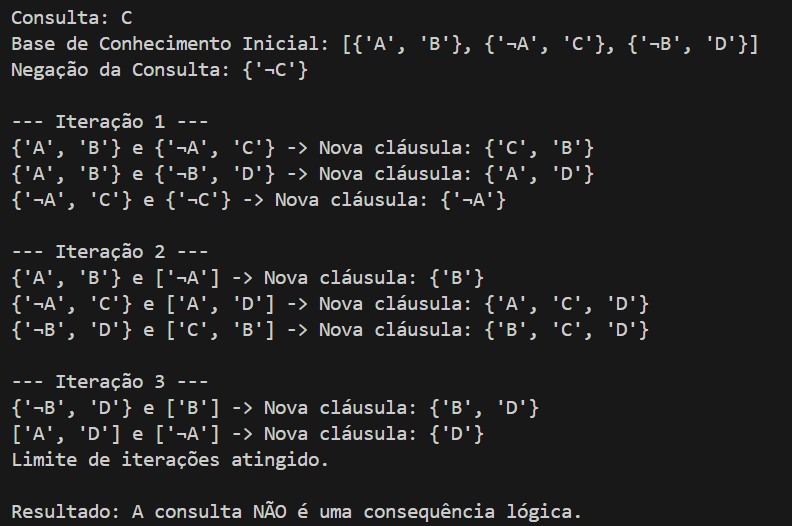 Consulta: C
Base de Conhecimento Inicial: [{'A', 'B'}, {'¬A', 'C'}, {'¬B', 'D'}]
Negação da Consulta: {'¬C'}

--- Iteração 1 ---
{'A', 'B'} e {'¬A', 'C'} -> Nova cláusula: {'C', 'B'}
{'A', 'B'} e {'¬B', 'D'} -> Nova cláusula: {'A', 'D'}
{'¬A', 'C'} e {'¬C'} -> Nova cláusula: {'¬A'}

--- Iteração 2 ---
{'A', 'B'} e ['¬A'] -> Nova cláusula: {'B'}
{'¬A', 'C'} e ['A', 'D'] -> Nova cláusula: {'A', 'C', 'D'}
{'¬B', 'D'} e ['C', 'B'] -> Nova cláusula: {'B', 'C', 'D'}

--- Iteração 3 ---
{'¬B', 'D'} e ['B'] -> Nova cláusula: {'B', 'D'}
['A', 'D'] e ['¬A'] -> Nova cláusula: {'D'}
Limite de iterações atingido.

Resultado: A consulta NÃO é uma consequência lógica.